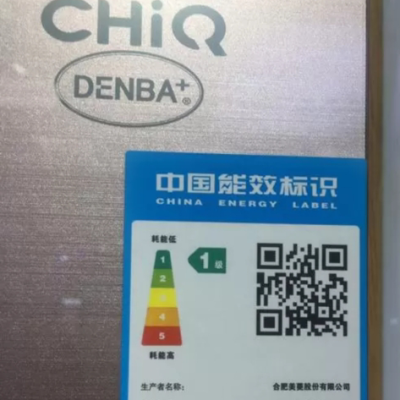 CHiQ
DENBA+®
中国能效标识
CHINA ENERGY LABEL
耗能低
1
2
3
4
5
耗能高
1级
生产者名称:
合肥美菱股份有限公司